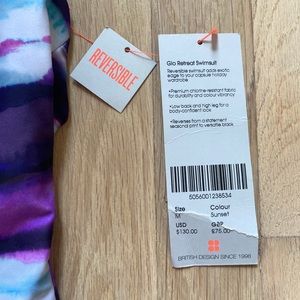 REVERSIBLE
Glo Retreat Swimsuit
Reversible swimsuit adds exotic
edge to your capsule holiday
wardrobe
•Premium chlorine-resistant fabric
for durability and colour vibrancy
•Low back and high leg for a
body-confident look
•Reverses from a statement
seasonal print to versatile black
5056001238534
Size Colour
M Sunset
USD GBP
$130.00 £75.00
BRITISH DESIGN SINCE 1998